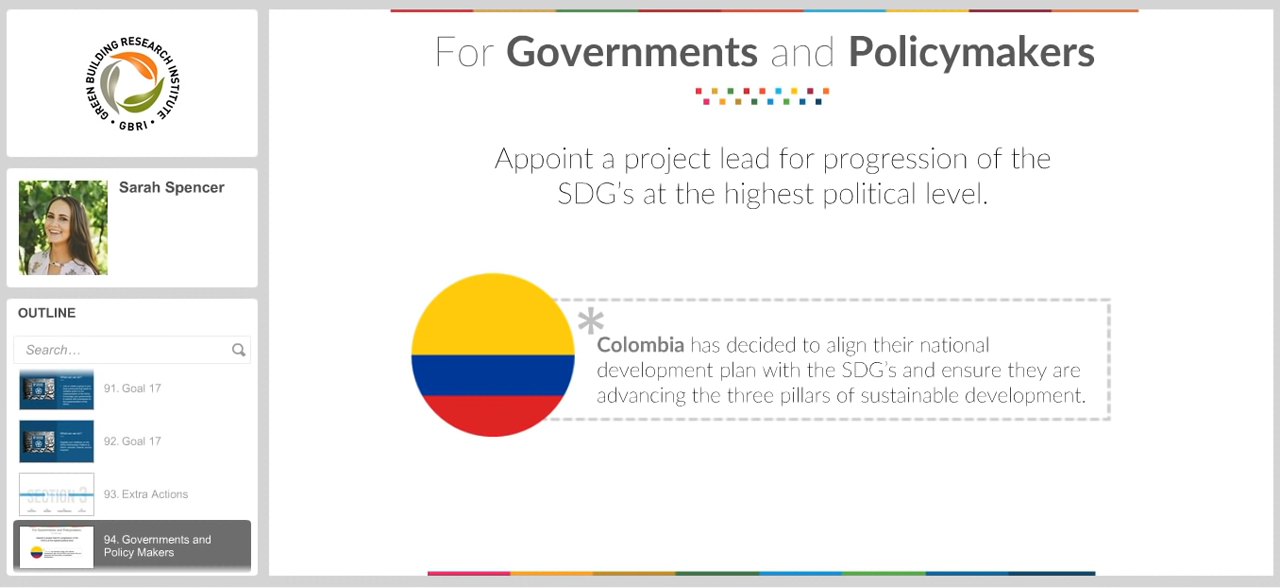 GREEN BUILDING RESEARCH INSTITUTE
• GBRI •
Sarah Spencer
OUTLINE
Search...
91. Goal 17
92. Goal 17
SECTION 3
93. Extra Actions
94. Governments and
Policy Makers
For Governments and Policymakers
Appoint a project lead for progression of the
SDG's at the highest political level.
*
Colombia has decided to align their national
development plan with the SDG's and ensure they are
advancing the three pillars of sustainable development.